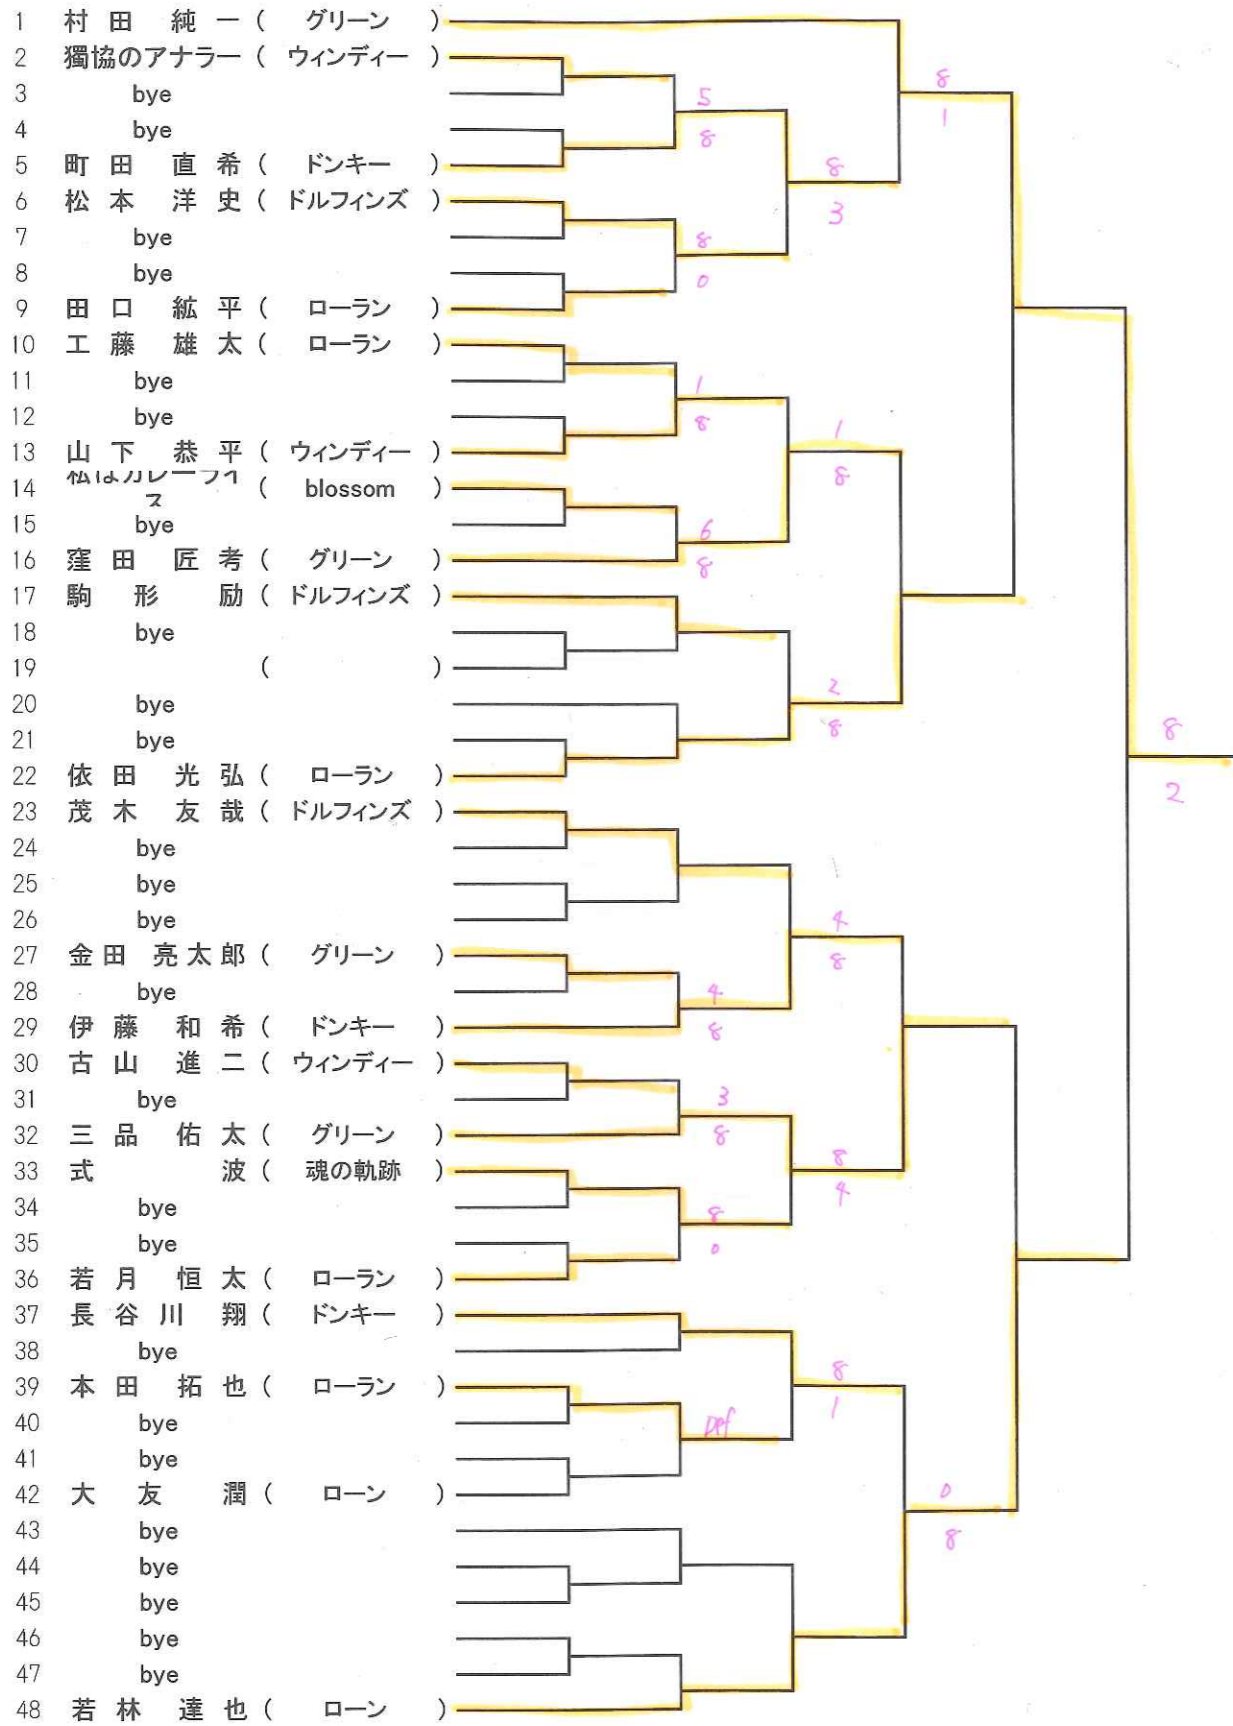 1 村田 純一 ( グリーン )
2 獨協のアナラー ( ウィンディー )
3 bye
5
4 bye
8
8
1
5 町田 直希 ( ドンキー )
8
6 松本 洋史 ( ドルフィンズ )
3
7 bye
8
8 bye
0
9 田口 絋平 ( ローラン )
10 工藤 雄太 ( ローラン )
11 bye
1
12 bye
8
1
13 山下 恭平 ( ウィンディー )
8
14 私はカレーライス ( blossom )
15 bye
6
16 窪田 匠考 ( グリーン )
8
17 駒形 励 ( ドルフィンズ )
18 bye
19 ( )
2
20 bye
8
21 bye
8
22 依田 光弘 ( ローラン )
2
23 茂木 友哉 ( ドルフィンズ )
24 bye
25 bye
26 bye
4
27 金田 亮太郎 ( グリーン )
8
28 bye
4
29 伊藤 和希 ( ドンキー )
8
30 古山 進二 ( ウィンディー )
31 bye
3
32 三品 佑太 ( グリーン )
8
33 式波 ( 魂の軌跡 )
8
4
34 bye
8
35 bye
0
36 若月 恒太 ( ローラン )
37 長谷川 翔 ( ドンキー )
38 bye
8
39 本田 拓也 ( ローラン )
1
40 bye
Def
41 bye
42 大友 潤 ( ローン )
0
43 bye
8
44 bye
45 bye
46 bye
47 bye
48 若林 達也 ( ローン )